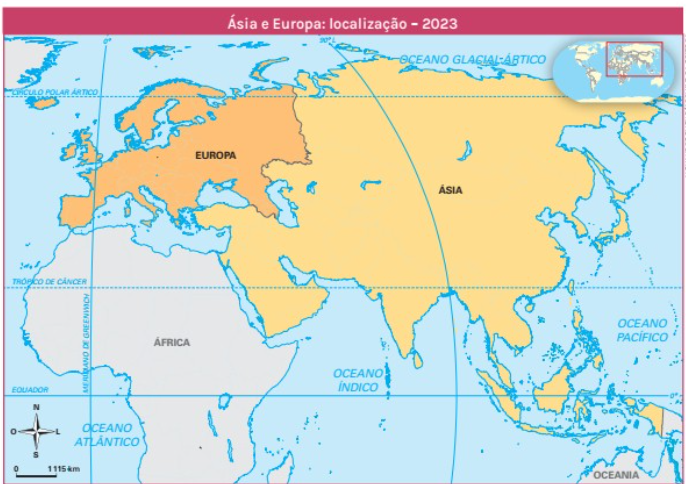 Ásia e Europa: localização – 2023
OCEANO GLACIAL ÁRTICO
CÍRCULO POLAR ÁRTICO
EUROPA
ÁSIA
TRÓPICO DE CÂNCER
MERIDIANO DE GREENWICH
OCEANO
PACÍFICO
ÁFRICA
OCEANO
ÍNDICO
EQUADOR
0°
N
O
L
S
OCEANO
ATLÂNTICO
0 1 115 km
OCEANIA